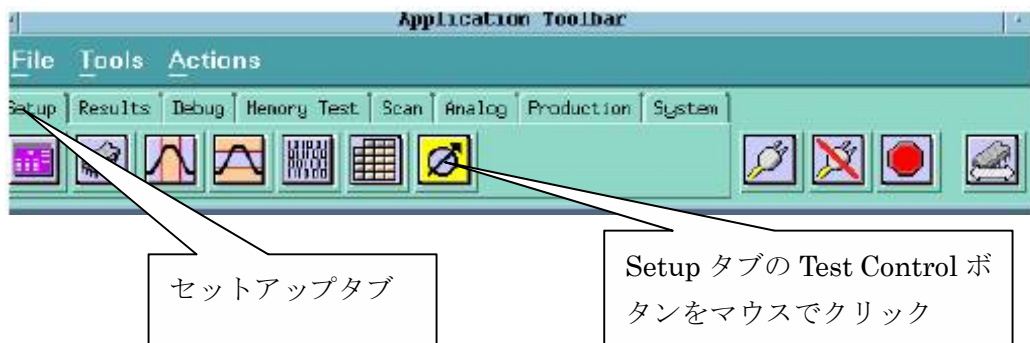 Application Toolbar
File Tools Actions
Setup Results Debug Memory Test Scan Analog Production System
セットアップタブ
Setup タブの Test Control ボ
タンをマウスでクリック